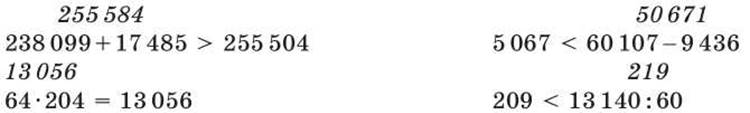 255 584
238 099 + 17 485 > 255 504
13 056
64 · 204 = 13 056
50 671
5 067 < 60 107 – 9 436
219
209 < 13 140 : 60